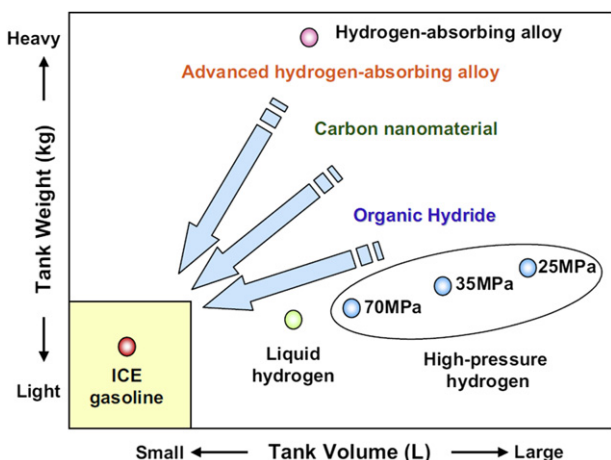 Heavy
Hydrogen-absorbing alloy
Advanced hydrogen-absorbing alloy
Carbon nanomaterial
Tank Weight (kg)
Organic Hydride
25MPa
35MPa
70MPa
Liquid
hydrogen
High-pressure
hydrogen
ICE
gasoline
Light
Small
Tank Volume (L)
Large